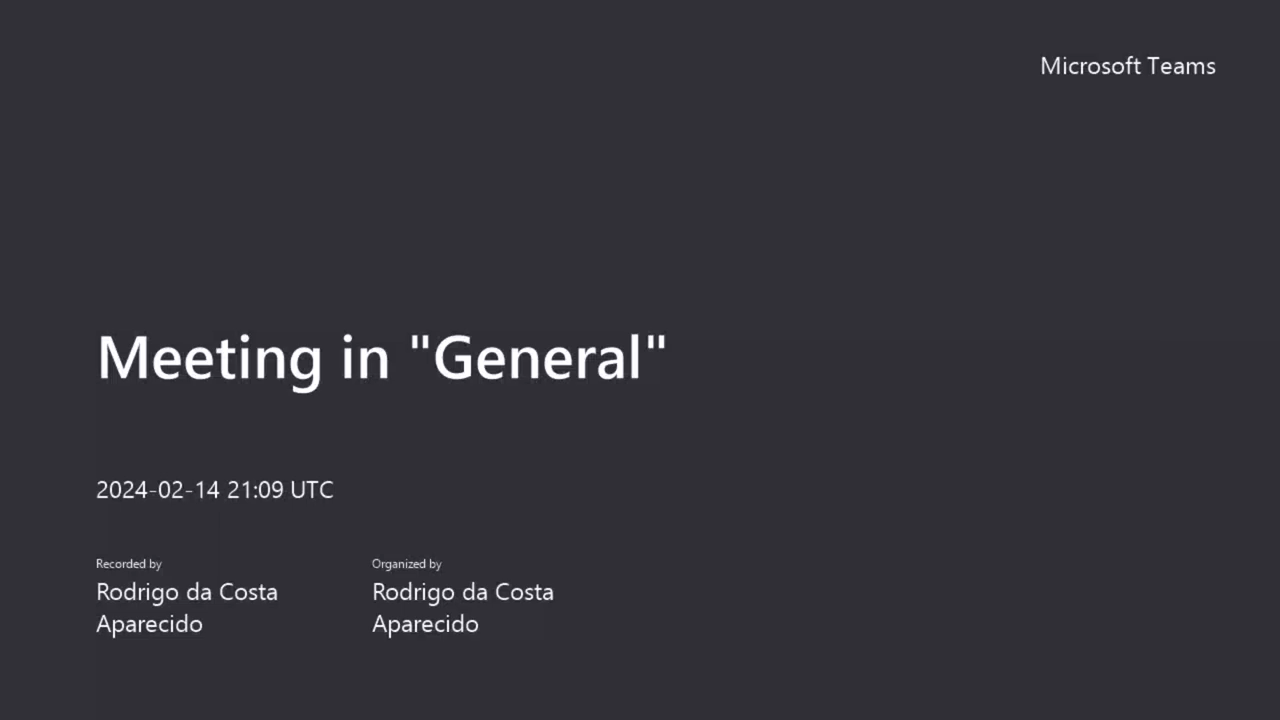 Microsoft Teams
Meeting in "General"
2024-02-14 21:09 UTC
Recorded by
Rodrigo da Costa
Aparecido
Organized by
Rodrigo da Costa
Aparecido